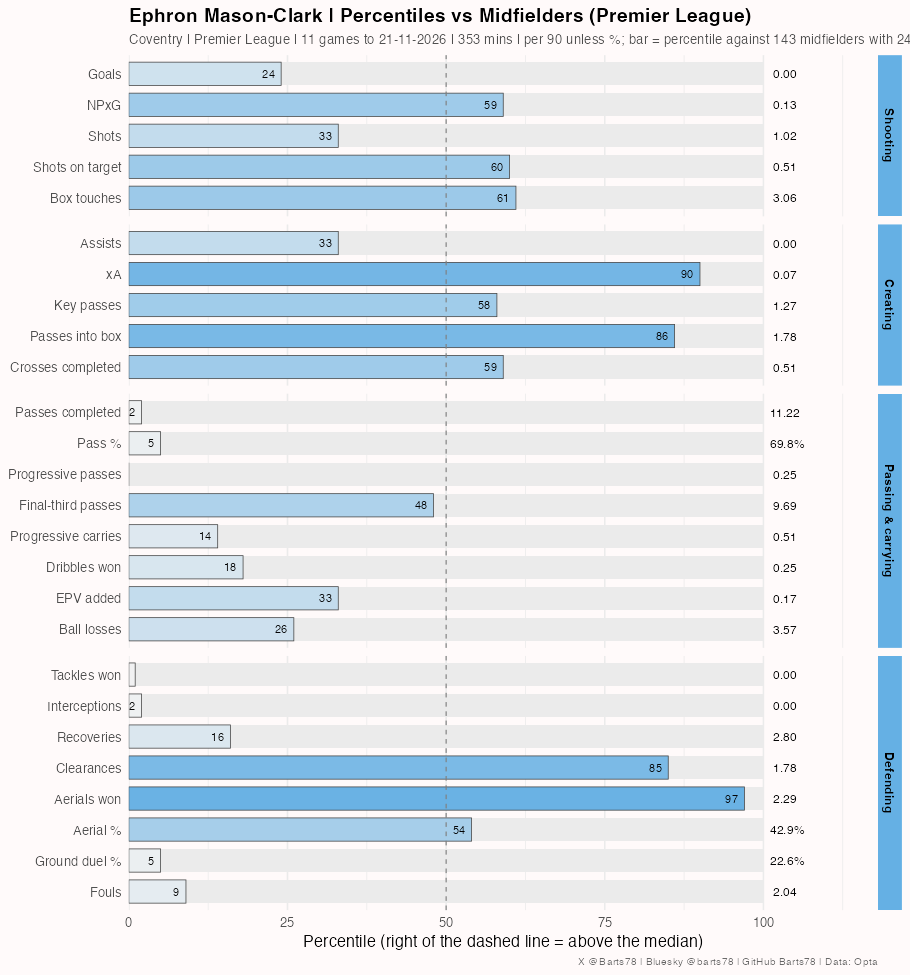 Ephron Mason-Clark | Percentiles vs Midfielders (Premier League)
Coventry | Premier League | 11 games to 21-11-2026 | 353 mins | per 90 unless %; bar = percentile against 143 midfielders with 24
Shooting
Goals 24 0.00
NPxG 59 0.13
Shots 33 1.02
Shots on target 60 0.51
Box touches 61 3.06
Creating
Assists 33 0.00
xA 90 0.07
Key passes 58 1.27
Passes into box 86 1.78
Crosses completed 59 0.51
Passing & carrying
Passes completed 2 11.22
Pass % 5 69.8%
Progressive passes 0.25
Final-third passes 48 9.69
Progressive carries 14 0.51
Dribbles won 18 0.25
EPV added 33 0.17
Ball losses 26 3.57
Defending
Tackles won 0.00
Interceptions 2 0.00
Recoveries 16 2.80
Clearances 85 1.78
Aerials won 97 2.29
Aerial % 54 42.9%
Ground duel % 5 22.6%
Fouls 9 2.04
0 25 50 75 100
Percentile (right of the dashed line = above the median)
X @Barts78 | Bluesky @barts78 | GitHub Barts78 | Data: Opta